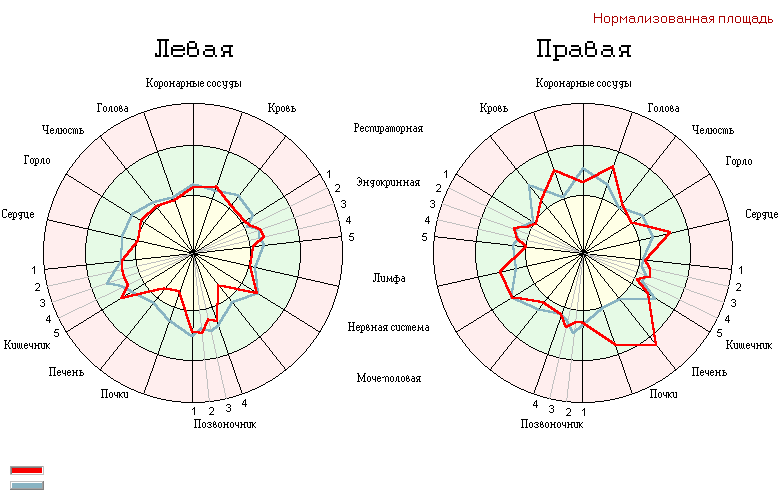 Нормализованная площадь
Левая
Правая
Коронарные сосуды
Коронарные сосуды
Голова
Кровь
Кровь
Голова
Челюсть
Респираторная
Челюсть
Горло
1
Эндокринная
1
Горло
2
2
3
3
Сердце
4
4
Сердце
5
5
1
Лимфа
1
2
2
3
3
4
4
5
Нервная система
5
Кишечник
Кишечник
Печень
Моче-половая
Печень
Почки
Почки
1
2
3
4
4
3
2
1
Позвоночник
Позвоночник